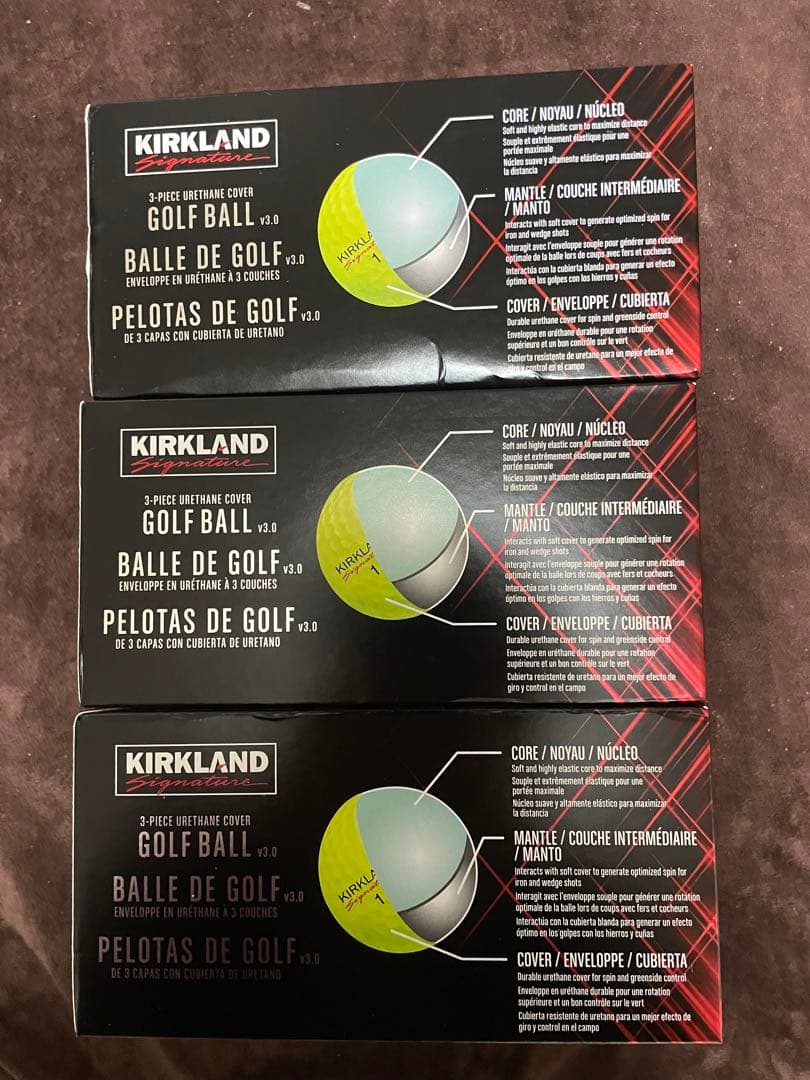 KIRKLAND
Signature
3-PIECE URETHANE COVER
GOLF BALL v3.0
BALLE DE GOLF v3.0
ENVELOPPE EN URÉTHANE À 3 COUCHES
PELOTAS DE GOLF v3.0
DE 3 CAPAS CON CUBIERTA DE URETANO
KIRKLA
Signat
1
CORE / NOYAU / NÚCLEO
Soft and highly elastic core to maximize distance
Souple et extrêmement élastique pour une
portée maximale
Núcleo suave y altamente elástico para maximizar
la distancia
MANTLE / COUCHE INTERMÉDIAIRE
/ MANTO
Interacts with soft cover to generate optimized spin for
iron and wedge shots
Interagit avec l'enveloppe souple pour générer une rotation
optimale de la balle lors de coups avec fers et cocheurs
Interactúa con la cubierta blanda para generar un efecto
óptimo en los golpes con los hierros y cuñas
COVER / ENVELOPPE / CUBIERTA
Durable urethane cover for spin and greenside control
Enveloppe en uréthane durable pour une rotation
supérieure et un bon contrôle sur le vert
Cubierta resistente de uretano para un mejor efecto de
giro y control en el campo
KIRKLAND
Signature
3-PIECE URETHANE COVER
GOLF BALL v3.0
BALLE DE GOLF v3.0
ENVELOPPE EN URÉTHANE À 3 COUCHES
PELOTAS DE GOLF v3.0
DE 3 CAPAS CON CUBIERTA DE URETANO
KIRKLA
Signat
1
CORE / NOYAU / NÚCLEO
Soft and highly elastic core to maximize distance
Souple et extrêmement élastique pour une
portée maximale
Núcleo suave y altamente elástico para maximizar
la distancia
MANTLE / COUCHE INTERMÉDIAIRE
/ MANTO
Interacts with soft cover to generate optimized spin for
iron and wedge shots
Interagit avec l'enveloppe souple pour générer une rotation
optimale de la balle lors de coups avec fers et cocheurs
Interactúa con la cubierta blanda para generar un efecto
óptimo en los golpes con los hierros y cuñas
COVER / ENVELOPPE / CUBIERTA
Durable urethane cover for spin and greenside control
Enveloppe en uréthane durable pour une rotation
supérieure et un bon contrôle sur le vert
Cubierta resistente de uretano para un mejor efecto de
giro y control en el campo
KIRKLAND
Signature
3-PIECE URETHANE COVER
GOLF BALL v3.0
BALLE DE GOLF v3.0
ENVELOPPE EN URÉTHANE À 3 COUCHES
PELOTAS DE GOLF v3.0
DE 3 CAPAS CON CUBIERTA DE URETANO
KIRKLA
Signat
1
CORE / NOYAU / NÚCLEO
Soft and highly elastic core to maximize distance
Souple et extrêmement élastique pour une
portée maximale
Núcleo suave y altamente elástico para maximizar
la distancia
MANTLE / COUCHE INTERMÉDIAIRE
/ MANTO
Interacts with soft cover to generate optimized spin for
iron and wedge shots
Interagit avec l'enveloppe souple pour générer une rotation
optimale de la balle lors de coups avec fers et cocheurs
Interactúa con la cubierta blanda para generar un efecto
óptimo en los golpes con los hierros y cuñas
COVER / ENVELOPPE / CUBIERTA
Durable urethane cover for spin and greenside control
Enveloppe en uréthane durable pour une rotation
supérieure et un bon contrôle sur le vert
Cubierta resistente de uretano para un mejor efecto de
giro y control en el campo